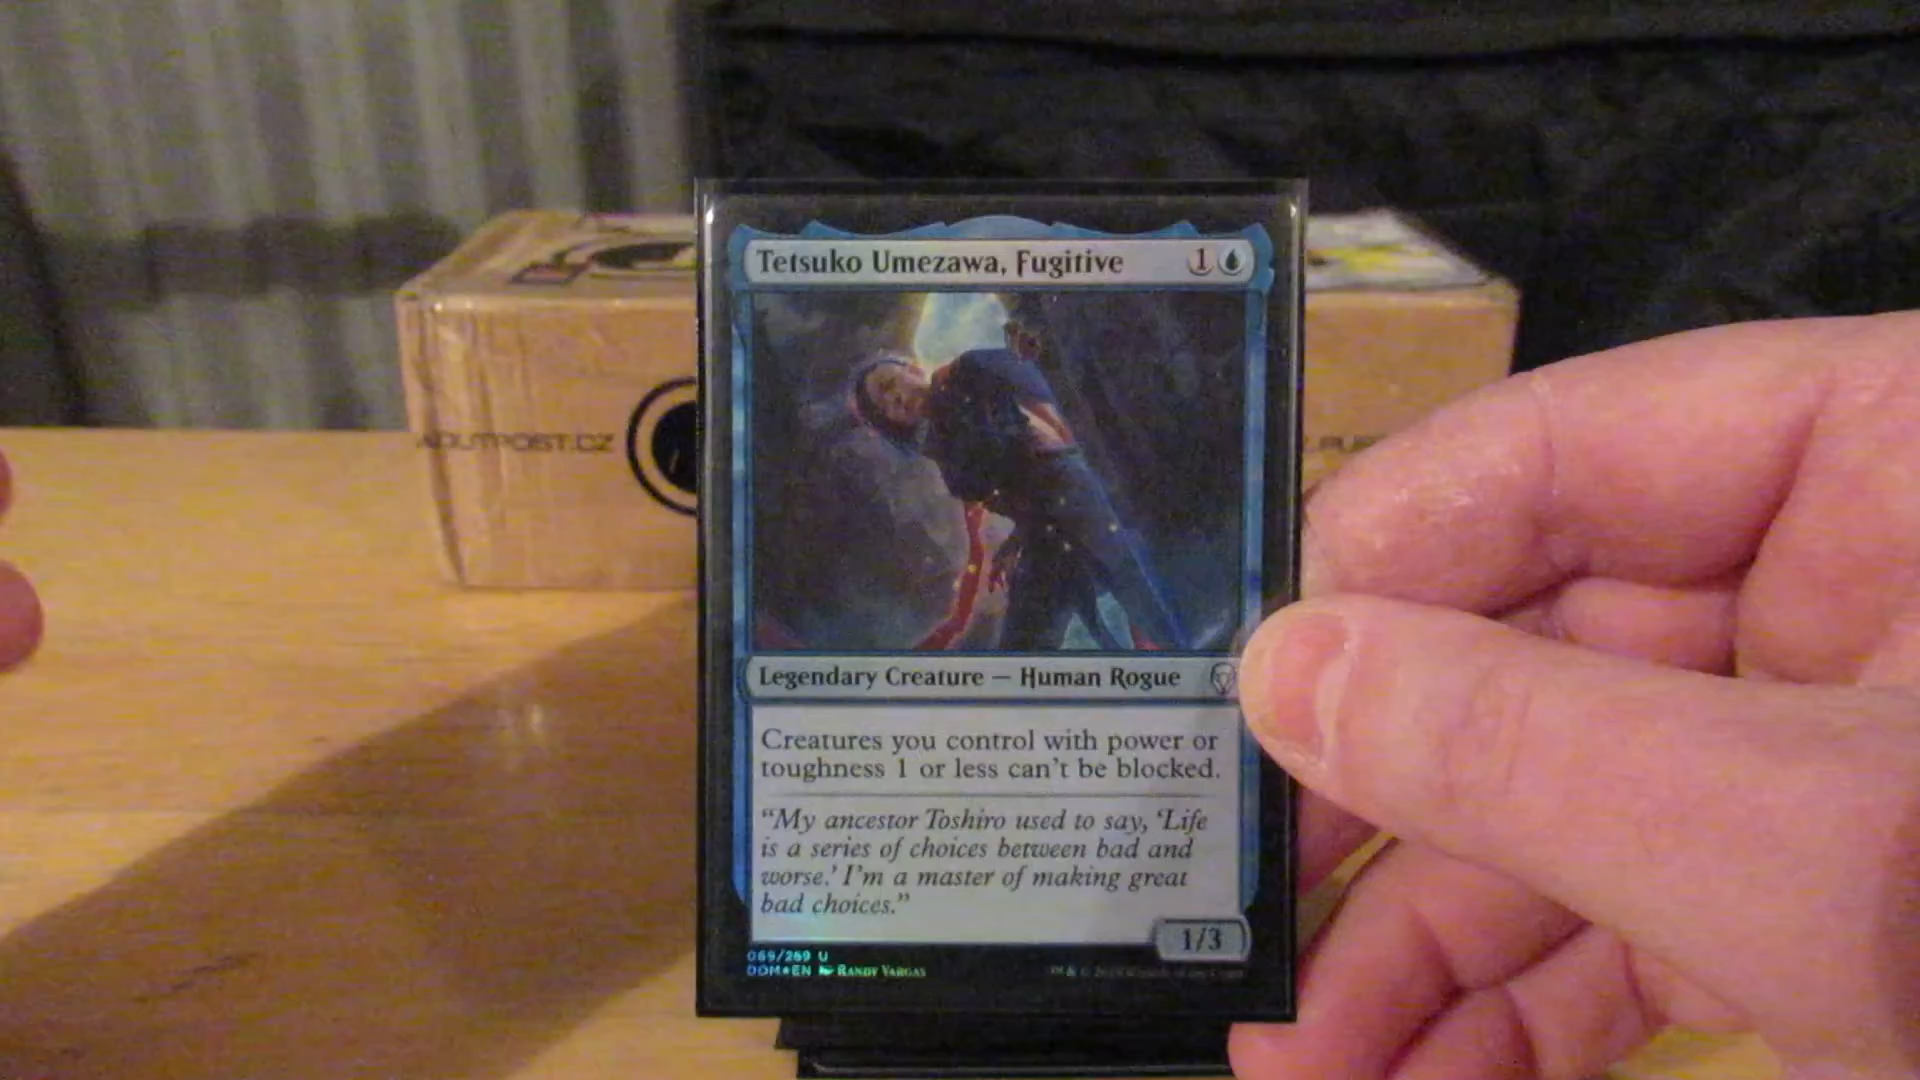 Tetsuko Umezawa, Fugitive 1
AOUTPOST.CZ
Legendary Creature — Human Rogue
Creatures you control with power or
toughness 1 or less can't be blocked.
"My ancestor Toshiro used to say, 'Life
is a series of choices between bad and
worse.' I'm a master of making great
bad choices."
1/3
069/269 U
DOM★EN RANDY VARGAS